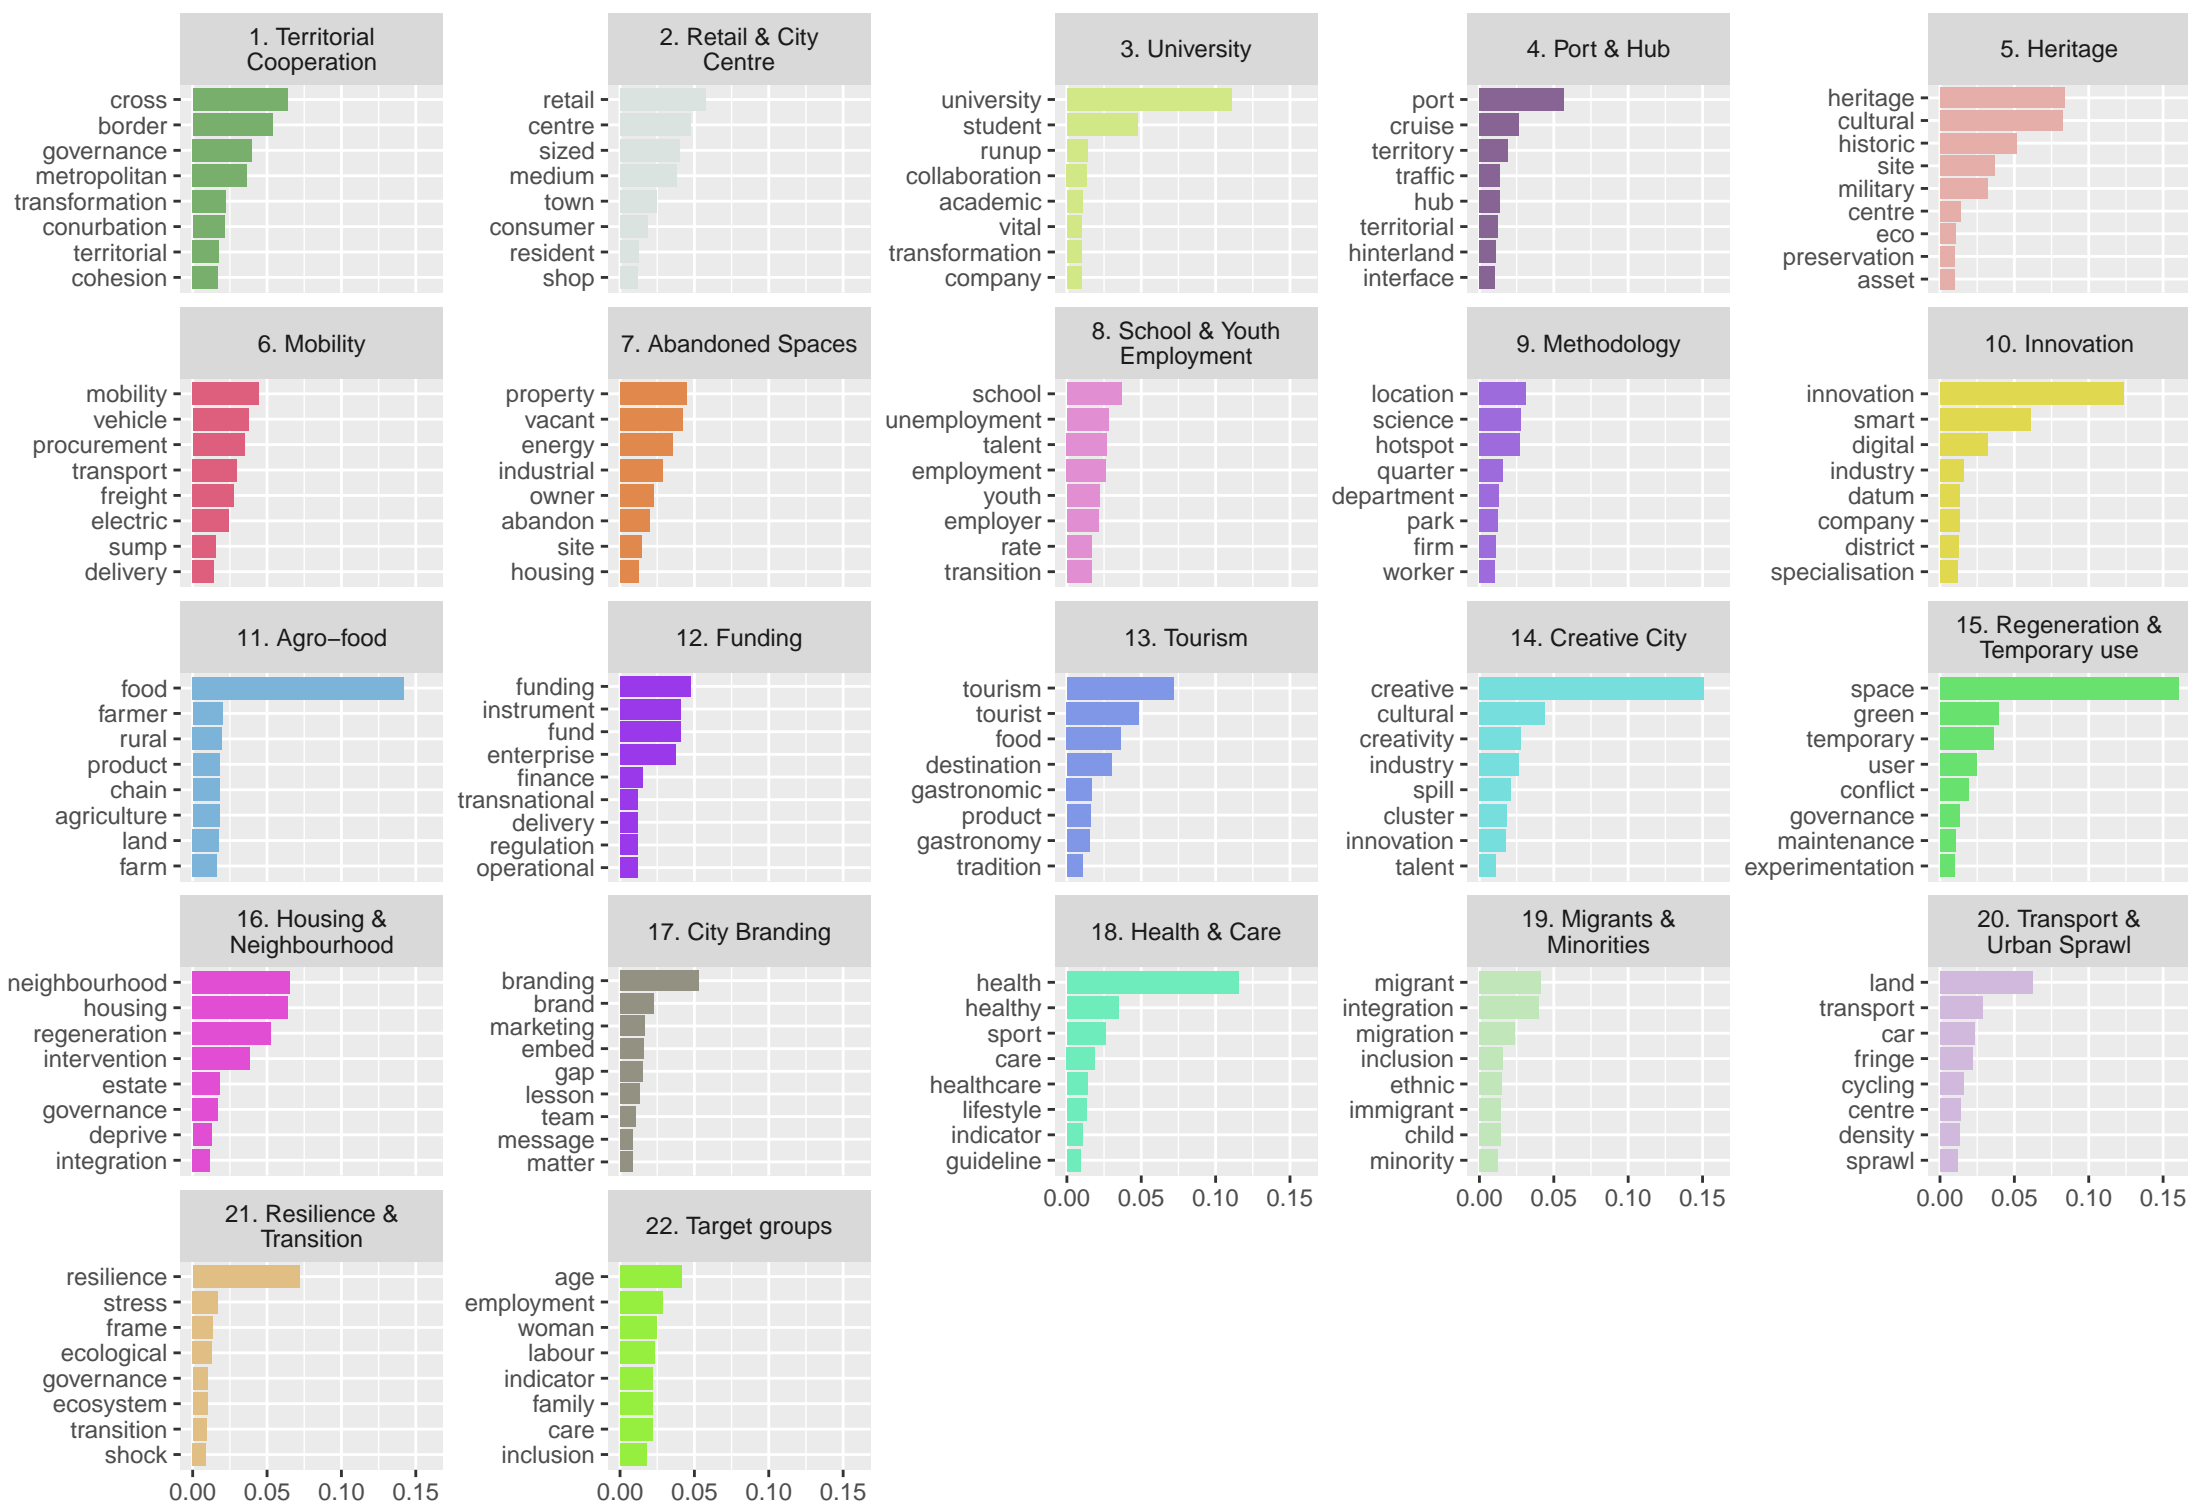 1. Territorial
Cooperation
cross
border
governance
metropolitan
transformation
conurbation
territorial
cohesion
2. Retail & City
Centre
retail
centre
sized
medium
town
consumer
resident
shop
3. University
university
student
runup
collaboration
academic
vital
transformation
company
4. Port & Hub
port
cruise
territory
traffic
hub
territorial
hinterland
interface
5. Heritage
heritage
cultural
historic
site
military
centre
eco
preservation
asset
6. Mobility
mobility
vehicle
procurement
transport
freight
electric
sump
delivery
7. Abandoned Spaces
property
vacant
energy
industrial
owner
abandon
site
housing
8. School & Youth
Employment
school
unemployment
talent
employment
youth
employer
rate
transition
9. Methodology
location
science
hotspot
quarter
department
park
firm
worker
10. Innovation
innovation
smart
digital
industry
datum
company
district
specialisation
11. Agro−food
food
farmer
rural
product
chain
agriculture
land
farm
12. Funding
funding
instrument
fund
enterprise
finance
transnational
delivery
regulation
operational
13. Tourism
tourism
tourist
food
destination
gastronomic
product
gastronomy
tradition
14. Creative City
creative
cultural
creativity
industry
spill
cluster
innovation
talent
15. Regeneration &
Temporary use
space
green
temporary
user
conflict
governance
maintenance
experimentation
16. Housing &
Neighbourhood
neighbourhood
housing
regeneration
intervention
estate
governance
deprive
integration
17. City Branding
branding
brand
marketing
embed
gap
lesson
team
message
matter
18. Health & Care
health
healthy
sport
care
healthcare
lifestyle
indicator
guideline
0.00 0.05 0.10 0.15
19. Migrants &
Minorities
migrant
integration
migration
inclusion
ethnic
immigrant
child
minority
0.00 0.05 0.10 0.15
20. Transport &
Urban Sprawl
land
transport
car
fringe
cycling
centre
density
sprawl
0.00 0.05 0.10 0.15
21. Resilience &
Transition
resilience
stress
frame
ecological
governance
ecosystem
transition
shock
0.00 0.05 0.10 0.15
22. Target groups
age
employment
woman
labour
indicator
family
care
inclusion
0.00 0.05 0.10 0.15